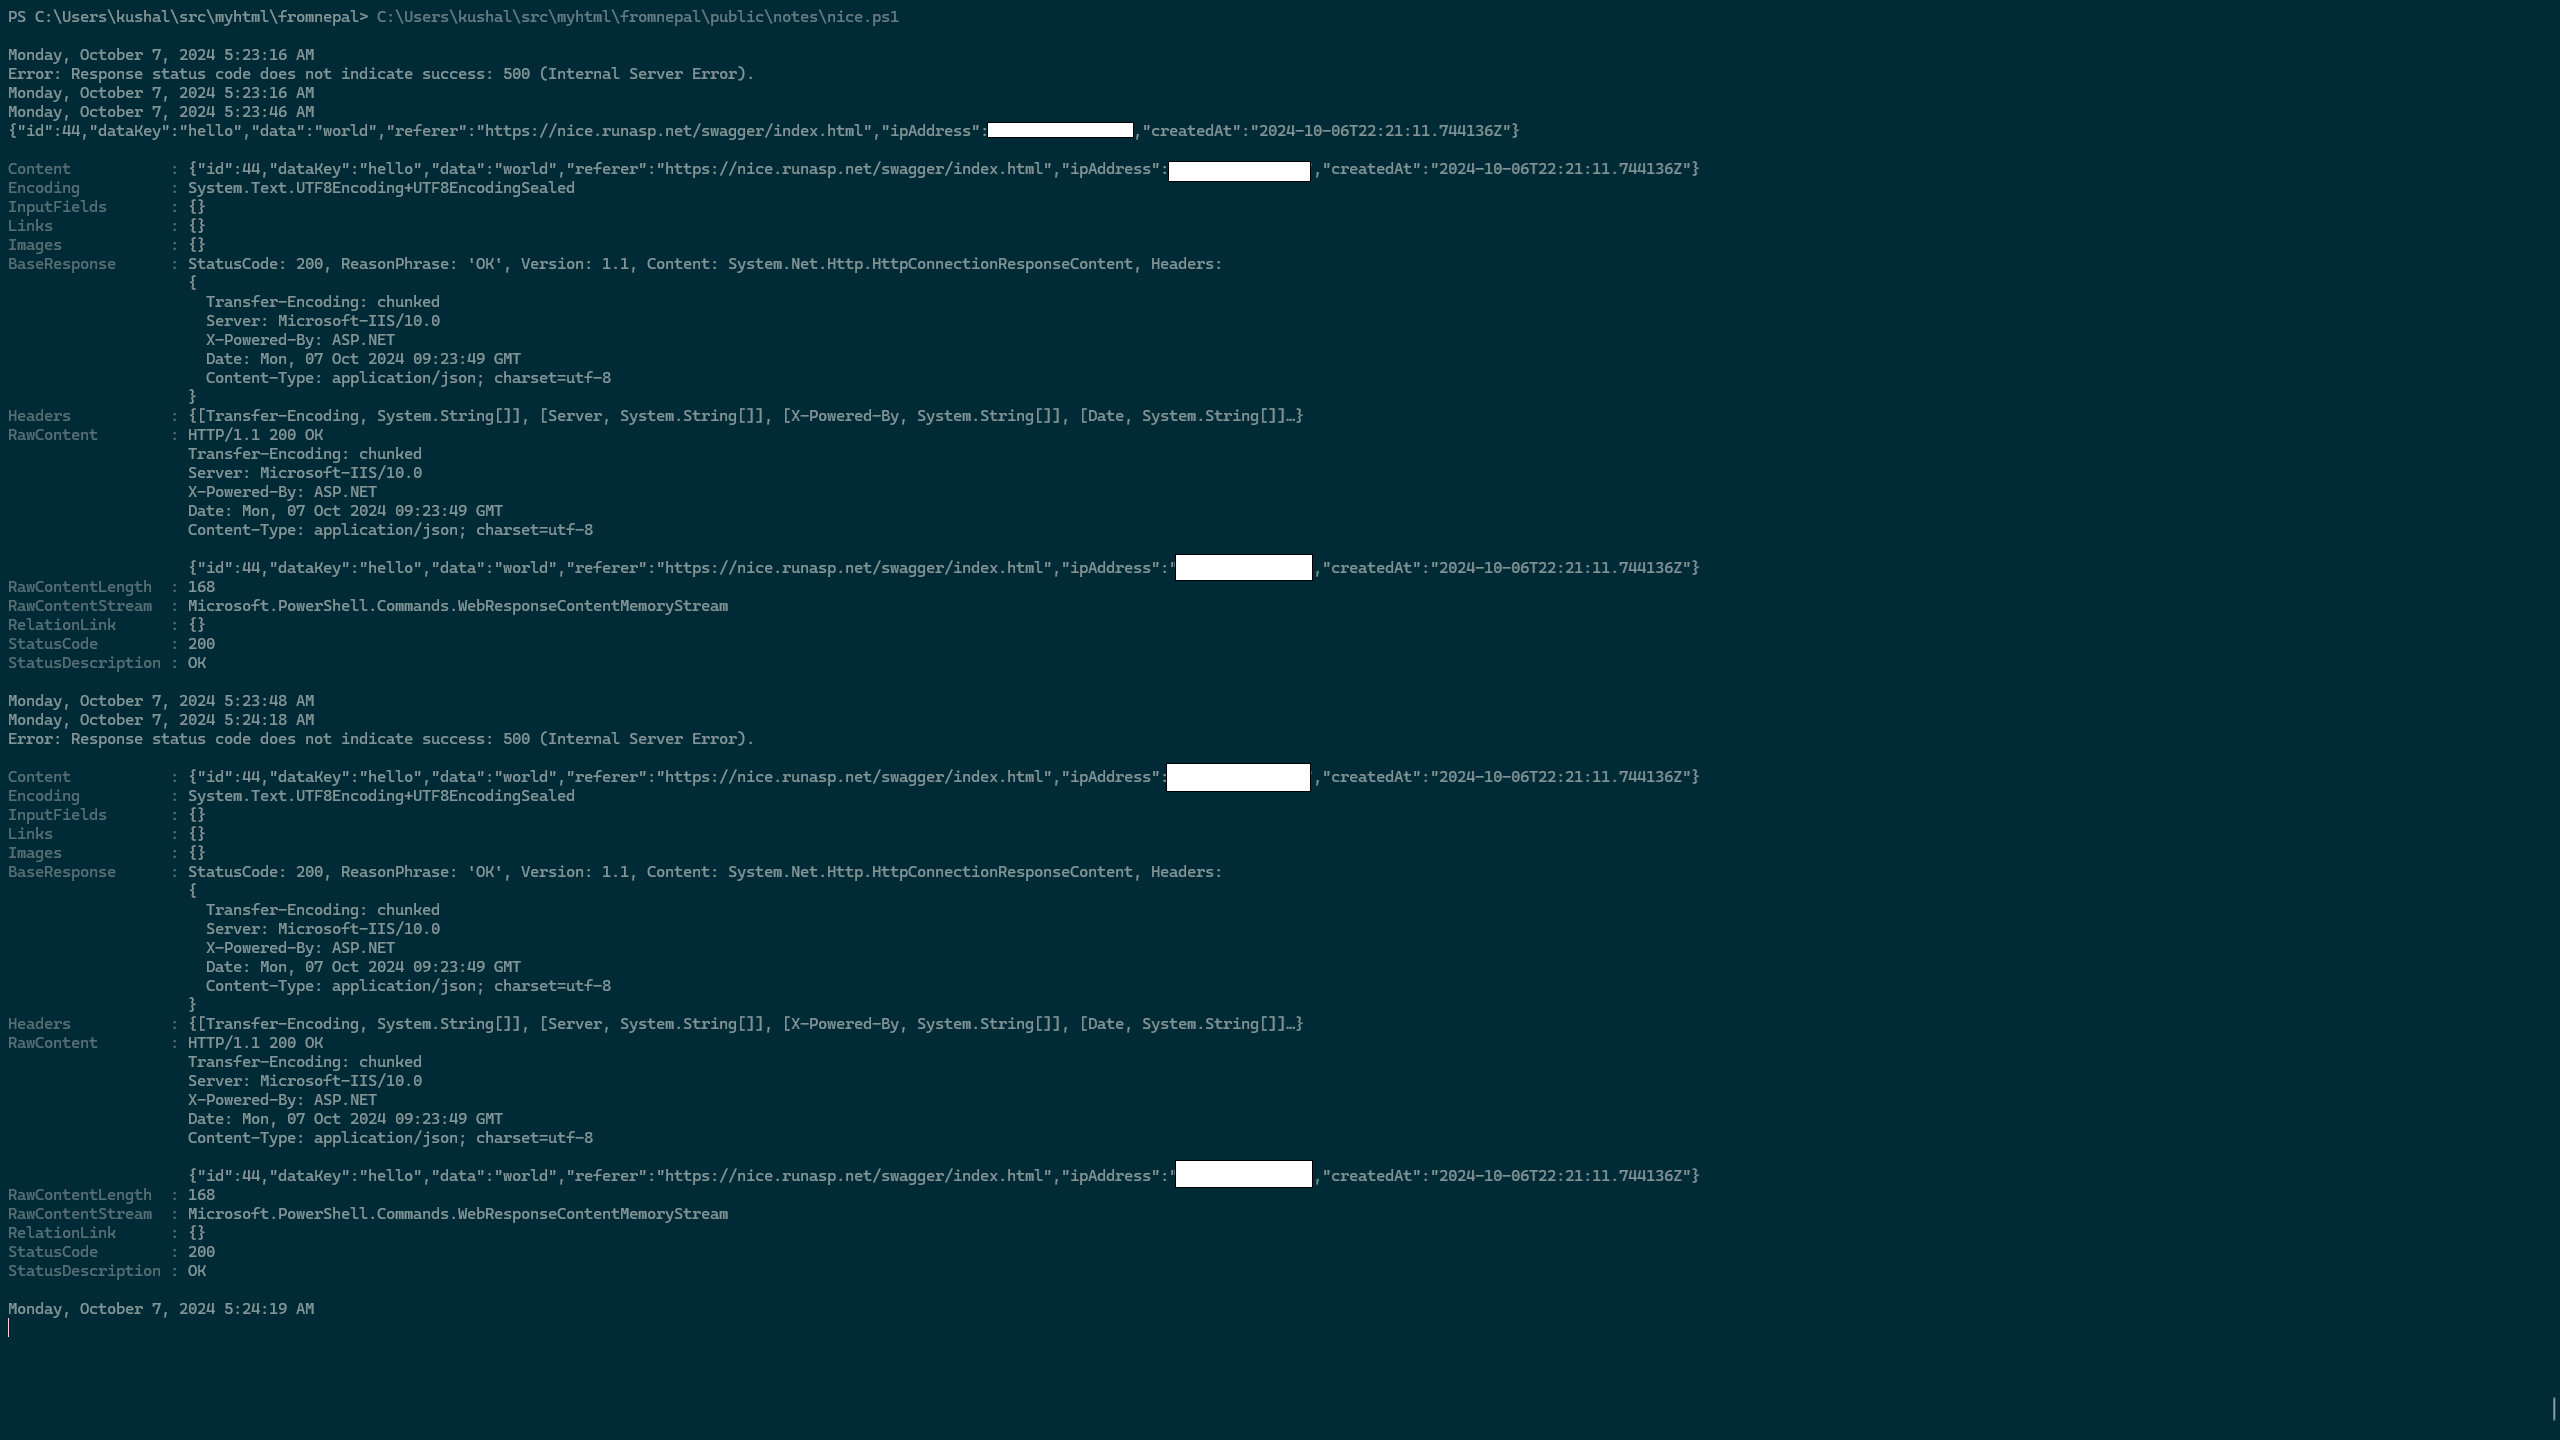 PS C:\Users\kushal\src\myhtml\fromnepal> C:\Users\kushal\src\myhtml\fromnepal\public\notes\nice.ps1
Monday, October 7, 2024 5:23:16 AM
Error: Response status code does not indicate success: 500 (Internal Server Error).
Monday, October 7, 2024 5:23:16 AM
Monday, October 7, 2024 5:23:46 AM
{"id":44,"dataKey":"hello","data":"world","referer":"https://nice.runasp.net/swagger/index.html","ipAddress": ,"createdAt":"2024-10-06T22:21:11.744136Z"}
Content : {"id":44,"dataKey":"hello","data":"world","referer":"https://nice.runasp.net/swagger/index.html","ipAddress": ,"createdAt":"2024-10-06T22:21:11.744136Z"}
Encoding : System.Text.UTF8Encoding+UTF8EncodingSealed
InputFields : {}
Links : {}
Images : {}
BaseResponse : StatusCode: 200, ReasonPhrase: 'OK', Version: 1.1, Content: System.Net.Http.HttpConnectionResponseContent, Headers:
{
Transfer-Encoding: chunked
Server: Microsoft-IIS/10.0
X-Powered-By: ASP.NET
Date: Mon, 07 Oct 2024 09:23:49 GMT
Content-Type: application/json; charset=utf-8
}
Headers : {[Transfer-Encoding, System.String[]], [Server, System.String[]], [X-Powered-By, System.String[]], [Date, System.String[]]…}
RawContent : HTTP/1.1 200 OK
Transfer-Encoding: chunked
Server: Microsoft-IIS/10.0
X-Powered-By: ASP.NET
Date: Mon, 07 Oct 2024 09:23:49 GMT
Content-Type: application/json; charset=utf-8
{"id":44,"dataKey":"hello","data":"world","referer":"https://nice.runasp.net/swagger/index.html","ipAddress":" ,"createdAt":"2024-10-06T22:21:11.744136Z"}
RawContentLength : 168
RawContentStream : Microsoft.PowerShell.Commands.WebResponseContentMemoryStream
RelationLink : {}
StatusCode : 200
StatusDescription : OK
Monday, October 7, 2024 5:23:48 AM
Monday, October 7, 2024 5:24:18 AM
Error: Response status code does not indicate success: 500 (Internal Server Error).
Content : {"id":44,"dataKey":"hello","data":"world","referer":"https://nice.runasp.net/swagger/index.html","ipAddress": ,"createdAt":"2024-10-06T22:21:11.744136Z"}
Encoding : System.Text.UTF8Encoding+UTF8EncodingSealed
InputFields : {}
Links : {}
Images : {}
BaseResponse : StatusCode: 200, ReasonPhrase: 'OK', Version: 1.1, Content: System.Net.Http.HttpConnectionResponseContent, Headers:
{
Transfer-Encoding: chunked
Server: Microsoft-IIS/10.0
X-Powered-By: ASP.NET
Date: Mon, 07 Oct 2024 09:23:49 GMT
Content-Type: application/json; charset=utf-8
}
Headers : {[Transfer-Encoding, System.String[]], [Server, System.String[]], [X-Powered-By, System.String[]], [Date, System.String[]]…}
RawContent : HTTP/1.1 200 OK
Transfer-Encoding: chunked
Server: Microsoft-IIS/10.0
X-Powered-By: ASP.NET
Date: Mon, 07 Oct 2024 09:23:49 GMT
Content-Type: application/json; charset=utf-8
{"id":44,"dataKey":"hello","data":"world","referer":"https://nice.runasp.net/swagger/index.html","ipAddress":" ,"createdAt":"2024-10-06T22:21:11.744136Z"}
RawContentLength : 168
RawContentStream : Microsoft.PowerShell.Commands.WebResponseContentMemoryStream
RelationLink : {}
StatusCode : 200
StatusDescription : OK
Monday, October 7, 2024 5:24:19 AM